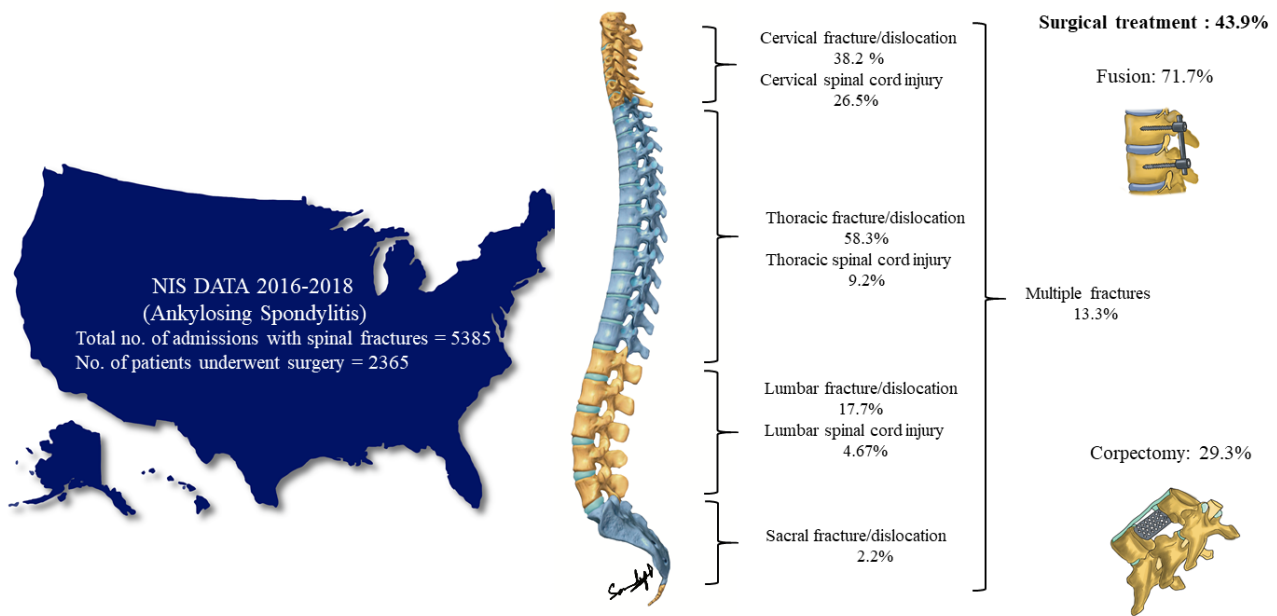 NIS DATA 2016-2018
(Ankylosing Spondylitis)
Total no. of admissions with spinal fractures = 5385
No. of patients underwent surgery = 2365
Cervical fracture/dislocation
38.2 %
Cervical spinal cord injury
26.5%
Thoracic fracture/dislocation
58.3%
Thoracic spinal cord injury
9.2%
Lumbar fracture/dislocation
17.7%
Lumbar spinal cord injury
4.67%
Sacral fracture/dislocation
2.2%
Multiple fractures
13.3%
Surgical treatment : 43.9%
Fusion: 71.7%
Corpectomy: 29.3%